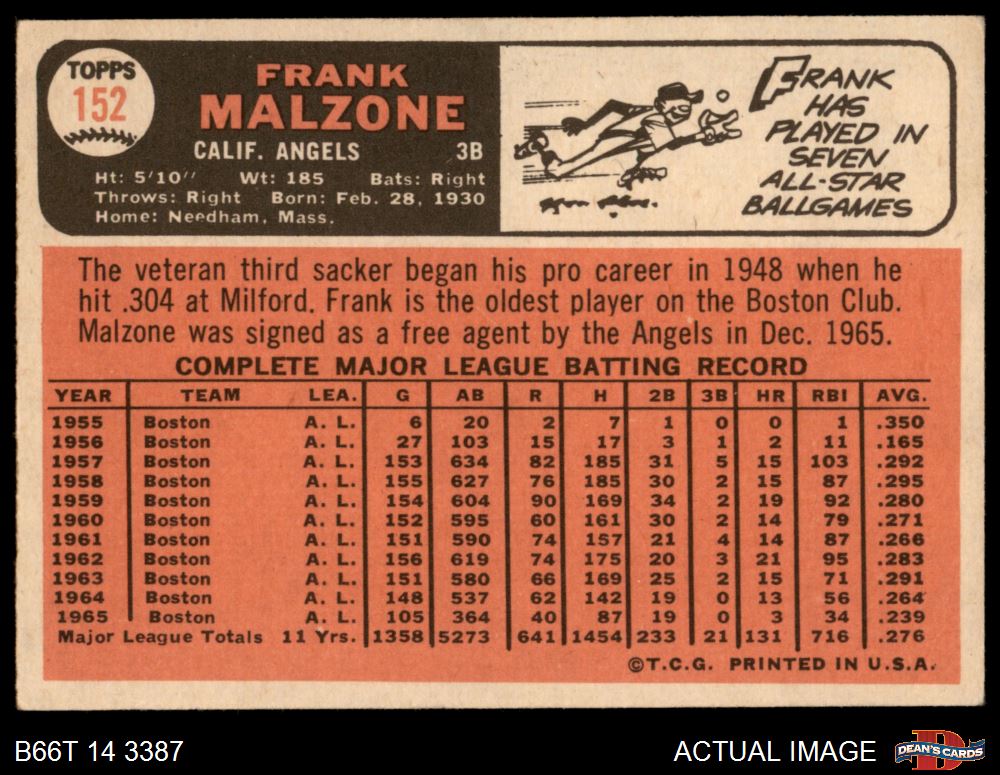 TOPPS
152
FRANK
MALZONE
CALIF. ANGELS 3B
Ht: 5'10" Wt: 185 Bats: Right
Throws: Right Born: Feb. 28, 1930
Home: Needham, Mass.
FRANK
HAS
PLAYED IN
SEVEN
ALL-STAR
BALLGAMES
The veteran third sacker began his pro career in 1948 when he
hit .304 at Milford. Frank is the oldest player on the Boston Club.
Malzone was signed as a free agent by the Angels in Dec. 1965.
COMPLETE MAJOR LEAGUE BATTING RECORD
YEAR TEAM LEA. G AB R H 2B 3B HR RBI AVG.
1955 Boston A. L. 6 20 2 7 1 0 0 1 .350
1956 Boston A. L. 27 103 15 17 3 1 2 11 .165
1957 Boston A. L. 153 634 82 185 31 5 15 103 .292
1958 Boston A. L. 155 627 76 185 30 2 15 87 .295
1959 Boston A. L. 154 604 90 169 34 2 19 92 .280
1960 Boston A. L. 152 595 60 161 30 2 14 79 .271
1961 Boston A. L. 151 590 74 157 21 4 14 87 .266
1962 Boston A. L. 156 619 74 175 20 3 21 95 .283
1963 Boston A. L. 151 580 66 169 25 2 15 71 .291
1964 Boston A. L. 148 537 62 142 19 0 13 56 .264
1965 Boston A. L. 105 364 40 87 19 0 3 34 .239
Major League Totals 11 Yrs. 1358 5273 641 1454 233 21 131 716 .276
©T.C.G. PRINTED IN U.S.A.
B66T 14 3387
ACTUAL IMAGE
DEAN'S CARDS